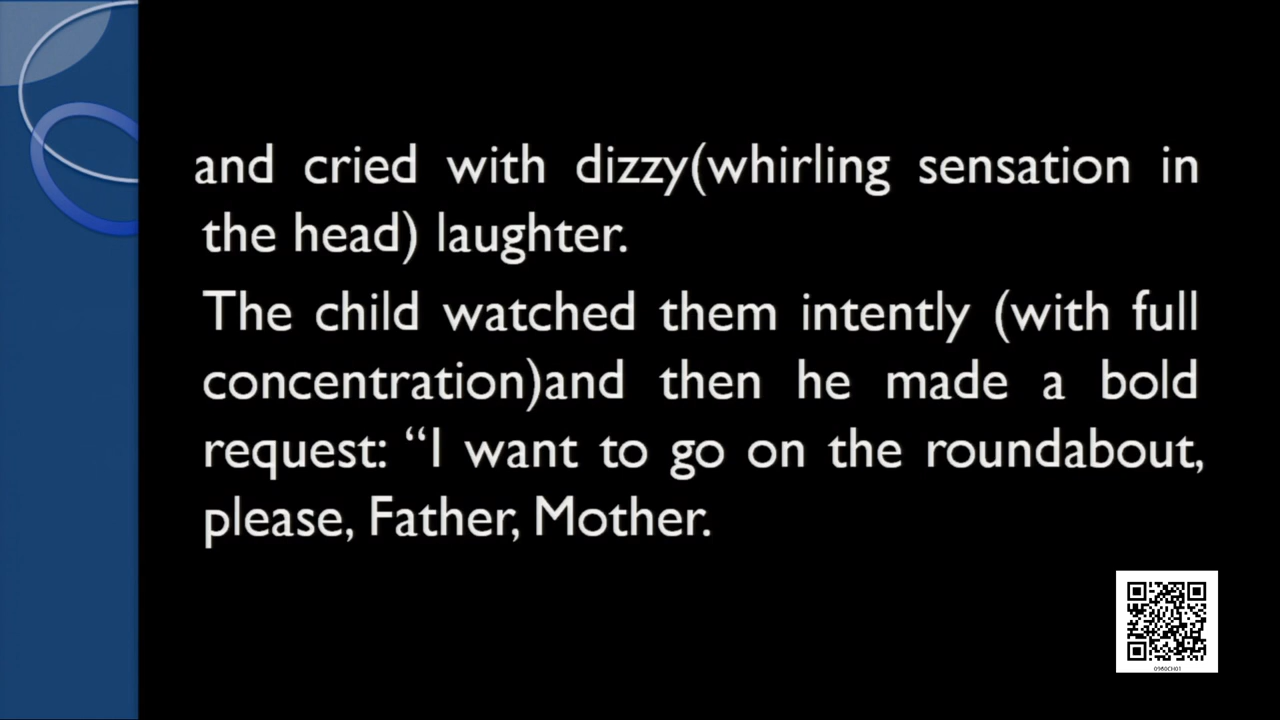 and cried with dizzy(whirling sensation in
the head) laughter.
The child watched them intently (with full
concentration)and then he made a bold
request: “I want to go on the roundabout,
please, Father, Mother.
0960CH01